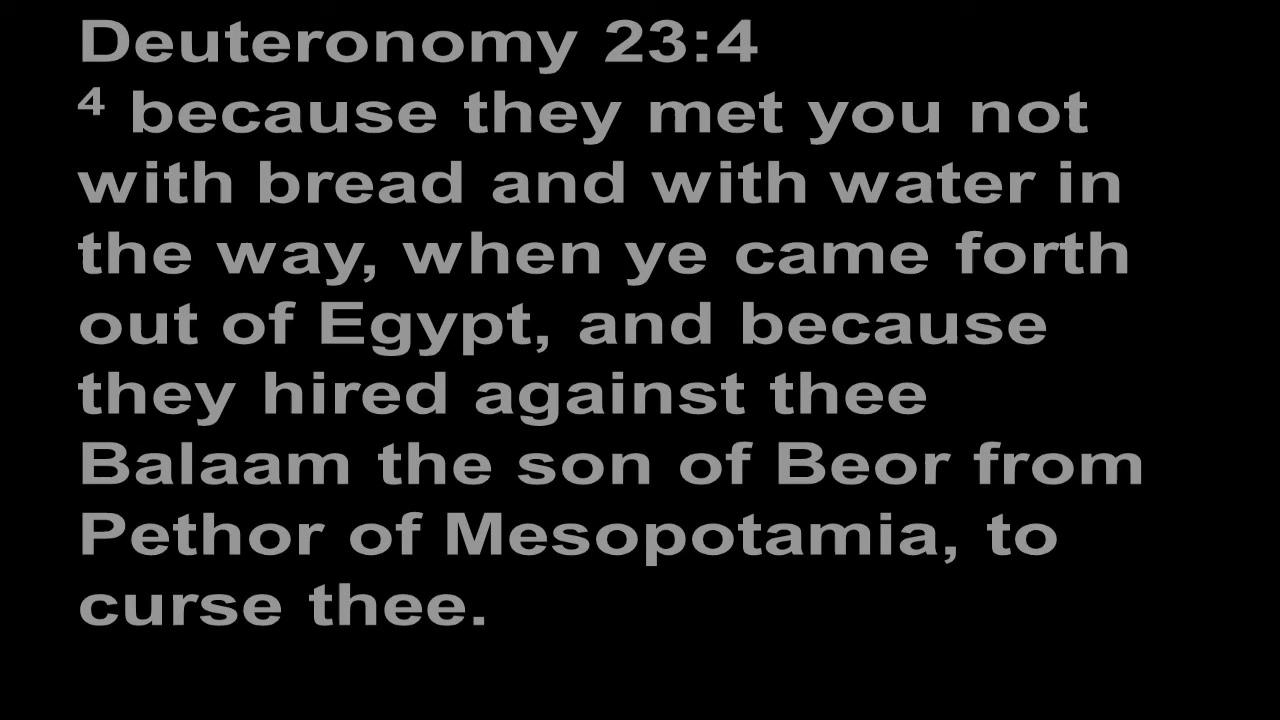 Deuteronomy 23:4
⁴ because they met you not
with bread and with water in
the way, when ye came forth
out of Egypt, and because
they hired against thee
Balaam the son of Beor from
Pethor of Mesopotamia, to
curse thee.